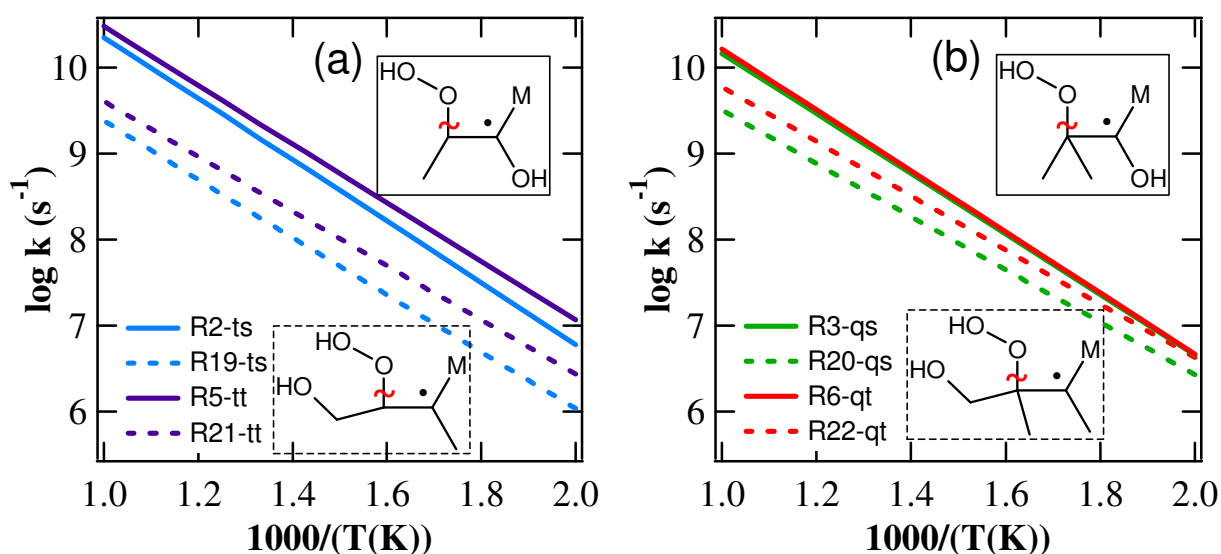 (a)
HO
O
M
OH
10
9
8
7
6
log k (s⁻¹)
R2-ts
R19-ts
R5-tt
R21-tt
HO
O
HO
M
1.0 1.2 1.4 1.6 1.8 2.0
1000/(T(K))
(b)
HO
O
M
OH
10
9
8
7
6
log k (s⁻¹)
R3-qs
R20-qs
R6-qt
R22-qt
HO
O
HO
M
1.0 1.2 1.4 1.6 1.8 2.0
1000/(T(K))